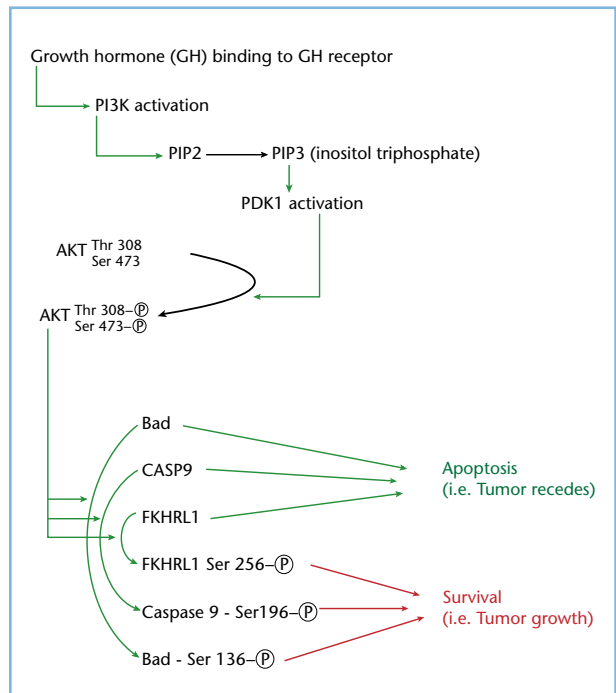 Growth hormone (GH) binding to GH receptor
PI3K activation
PIP2
PIP3 (inositol triphosphate)
PDK1 activation
AKT Thr 308
Ser 473
AKT Thr 308–Ⓟ
Ser 473–Ⓟ
Bad
CASP9
FKHRL1
Apoptosis
(i.e. Tumor recedes)
FKHRL1 Ser 256–Ⓟ
Caspase 9 - Ser196–Ⓟ
Bad - Ser 136–Ⓟ
Survival
(i.e. Tumor growth)